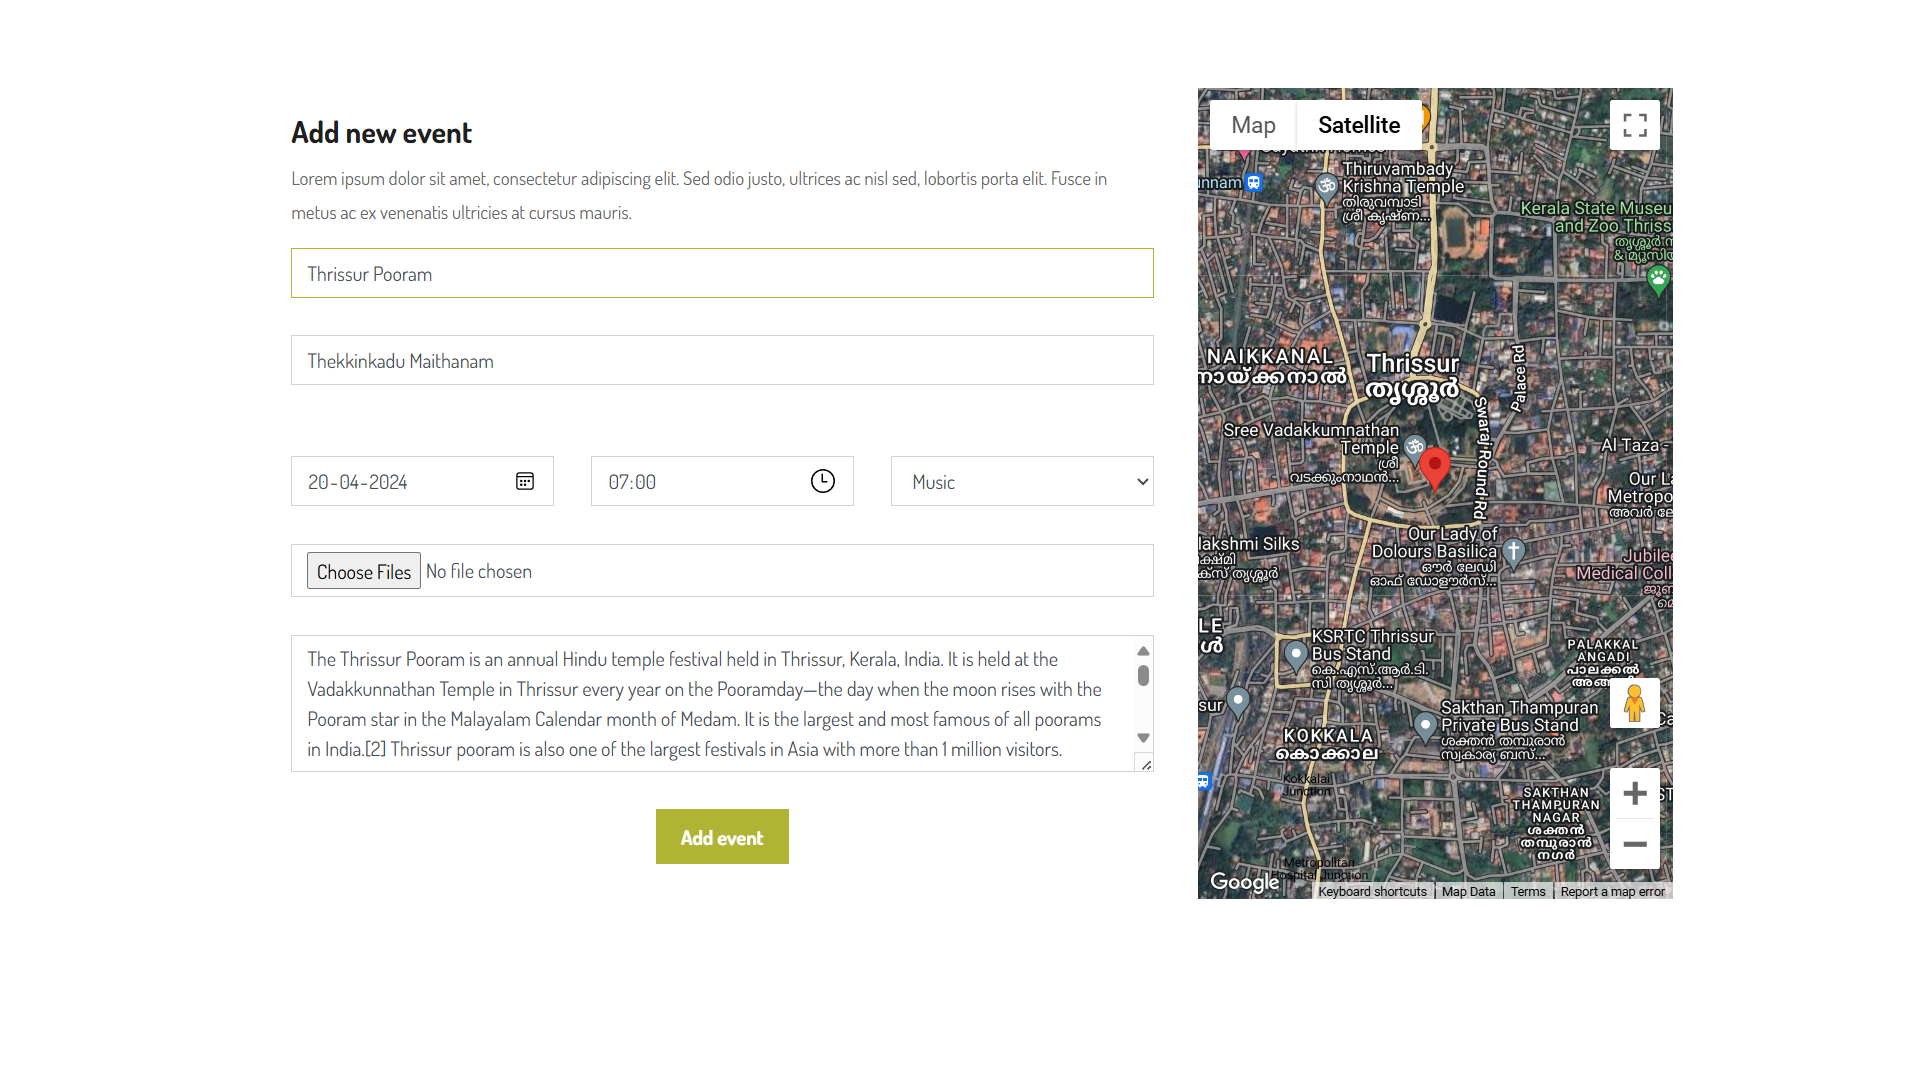 Add new event
Lorem ipsum dolor sit amet, consectetur adipiscing elit. Sed odio justo, ultrices ac nisl sed, lobortis porta elit. Fusce in
metus ac ex venenatis ultricies at cursus mauris.
Thrissur Pooram
Thekkinkadu Maithanam
20-04-2024
07:00
Music
Choose Files No file chosen
The Thrissur Pooram is an annual Hindu temple festival held in Thrissur, Kerala, India. It is held at the
Vadakkunnathan Temple in Thrissur every year on the Pooramday—the day when the moon rises with the
Pooram star in the Malayalam Calendar month of Medam. It is the largest and most famous of all poorams
in India.[2] Thrissur pooram is also one of the largest festivals in Asia with more than 1 million visitors.
Add event
Map
Satellite
Thiruvambady
Krishna Temple
തിരുവമ്പാടി
ശ്രീ കൃഷ്ണ...
unnam
Kerala State Museu
and Zoo Thriss
തൃശ്ശൂർ
NAIKKANAL
നായ്ക്കനാൽ
Thrissur
തൃശ്ശൂർ
Palace Rd
Swaraj Round Rd
Sree Vadakkumnathan
Temple
ശ്രീ
വടക്കുംനാഥൻ...
Al Taza -
Our La
Metropo
അവർ ലേ
lakshmi Silks
ക്ഷ്മി
ക്സ് തൃശ്ശൂർ
Our Lady of
Dolours Basilica
ഔർ ലേഡി
ഓഫ് ഡോളൗർസ്...
Jubilee
Medical Coll
KSRTC Thrissur
Bus Stand
കെ.എസ്.ആർ.ടി.
സി തൃശ്ശൂർ...
PALAKKAL
ANGADI
പാലക്കൽ
sur
Sakthan Thampuran
Private Bus Stand
ശക്തൻ തമ്പുരാൻ
സ്വകാര്യ ബസ്...
KOKKALA
കൊക്കാല
Kokkalai
Junction
SAKTHAN
THAMPURAN
NAGAR
ശക്തൻ
തമ്പുരാൻ
നഗർ
Metropolitan
Hospital Junction
Google
Keyboard shortcuts
Map Data
Terms
Report a map error